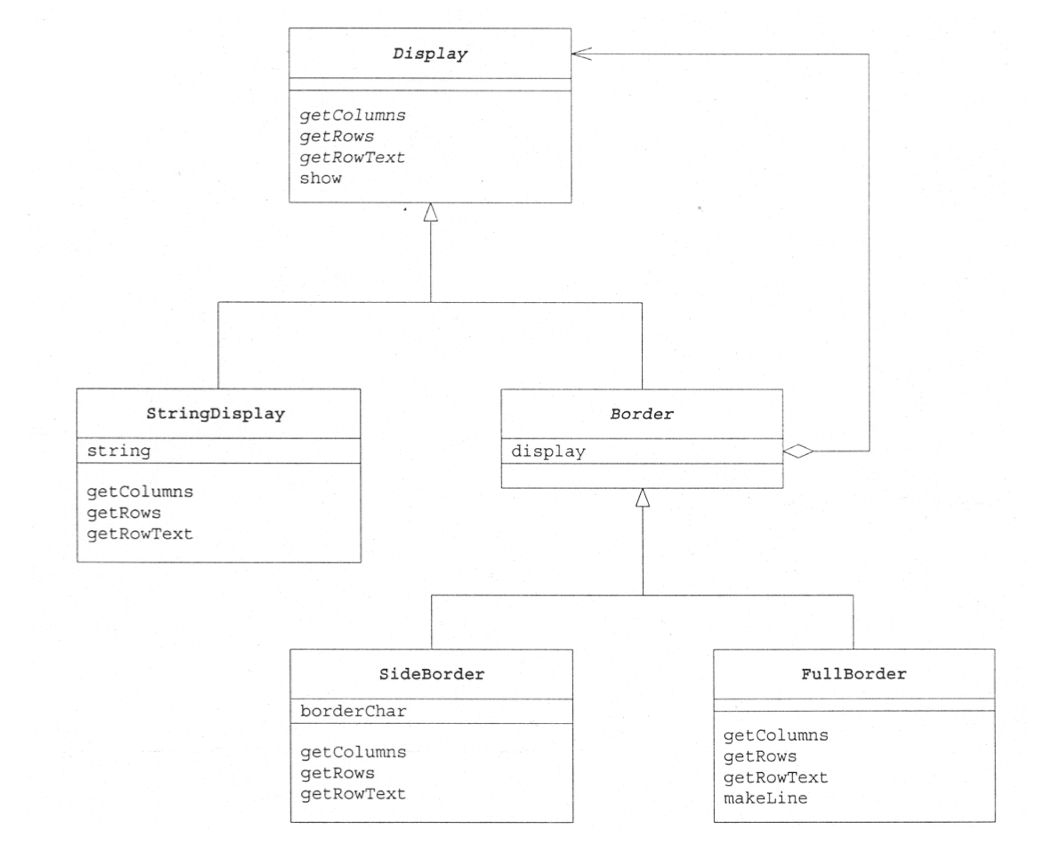 Display
getColumns
getRows
getRowText
show
StringDisplay
string
getColumns
getRows
getRowText
Border
display
SideBorder
borderChar
getColumns
getRows
getRowText
FullBorder
getColumns
getRows
getRowText
makeLine